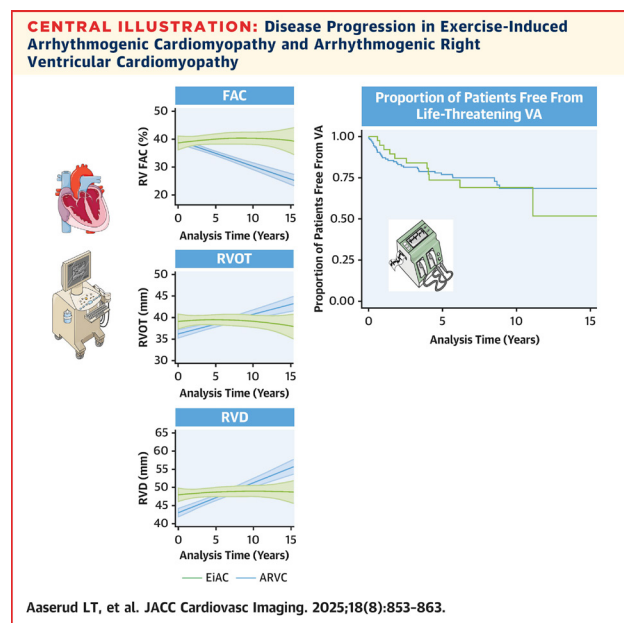 CENTRAL ILLUSTRATION: Disease Progression in Exercise-Induced
Arrhythmogenic Cardiomyopathy and Arrhythmogenic Right
Ventricular Cardiomyopathy
FAC
RV FAC (%)
50
40
30
20
0 5 10 15
Analysis Time (Years)
RVOT
RVOT (mm)
50
45
40
35
30
0 5 10 15
Analysis Time (Years)
RVD
RVD (mm)
65
60
55
50
45
40
0 5 10 15
Analysis Time (Years)
EiAC ARVC
Proportion of Patients Free From
Life-Threatening VA
Proportion of Patients Free From VA
1.00
0.75
0.50
0.25
0.00
0 5 10 15
Analysis Time (Years)
Aaserud LT, et al. JACC Cardiovasc Imaging. 2025;18(8):853-863.